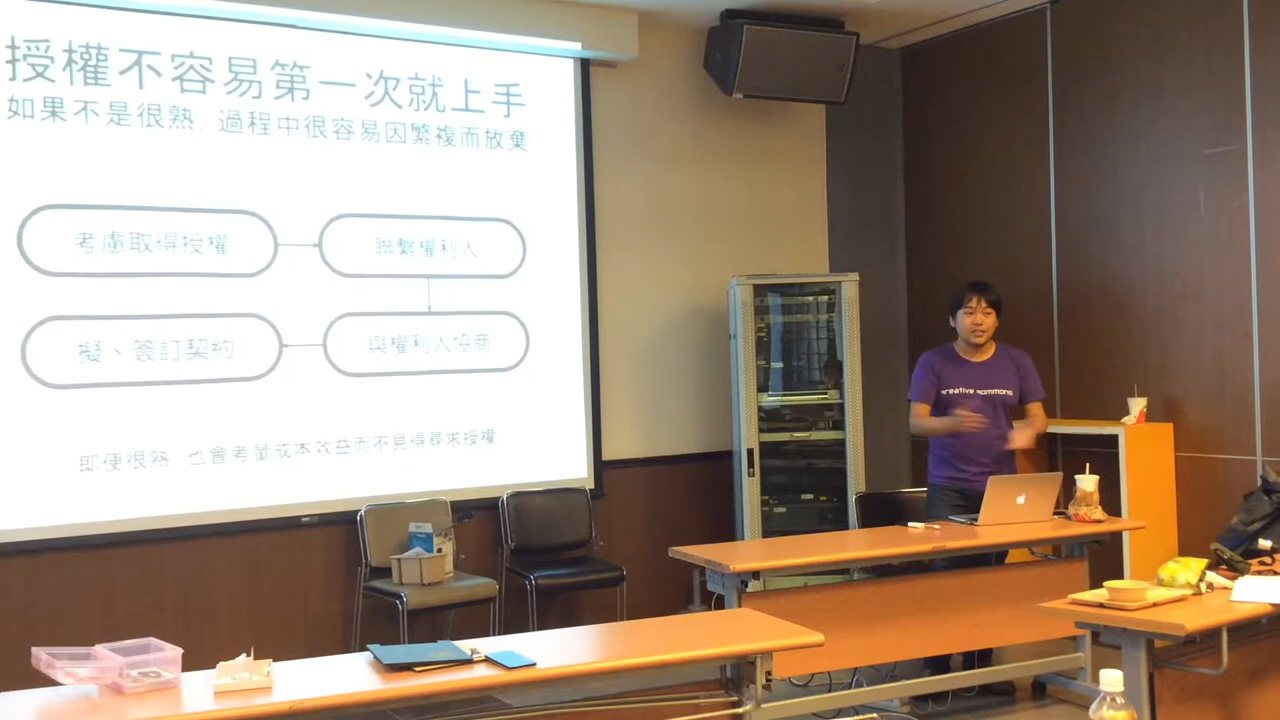 授權不容易第一次就上手
如果不是很熟, 過程中很容易因繁複而放棄
考慮取得授權
聯繫權利人
與權利人協商
擬、簽訂契約
即便很熟, 也會考量成本效益而不見得尋求授權
creative commons